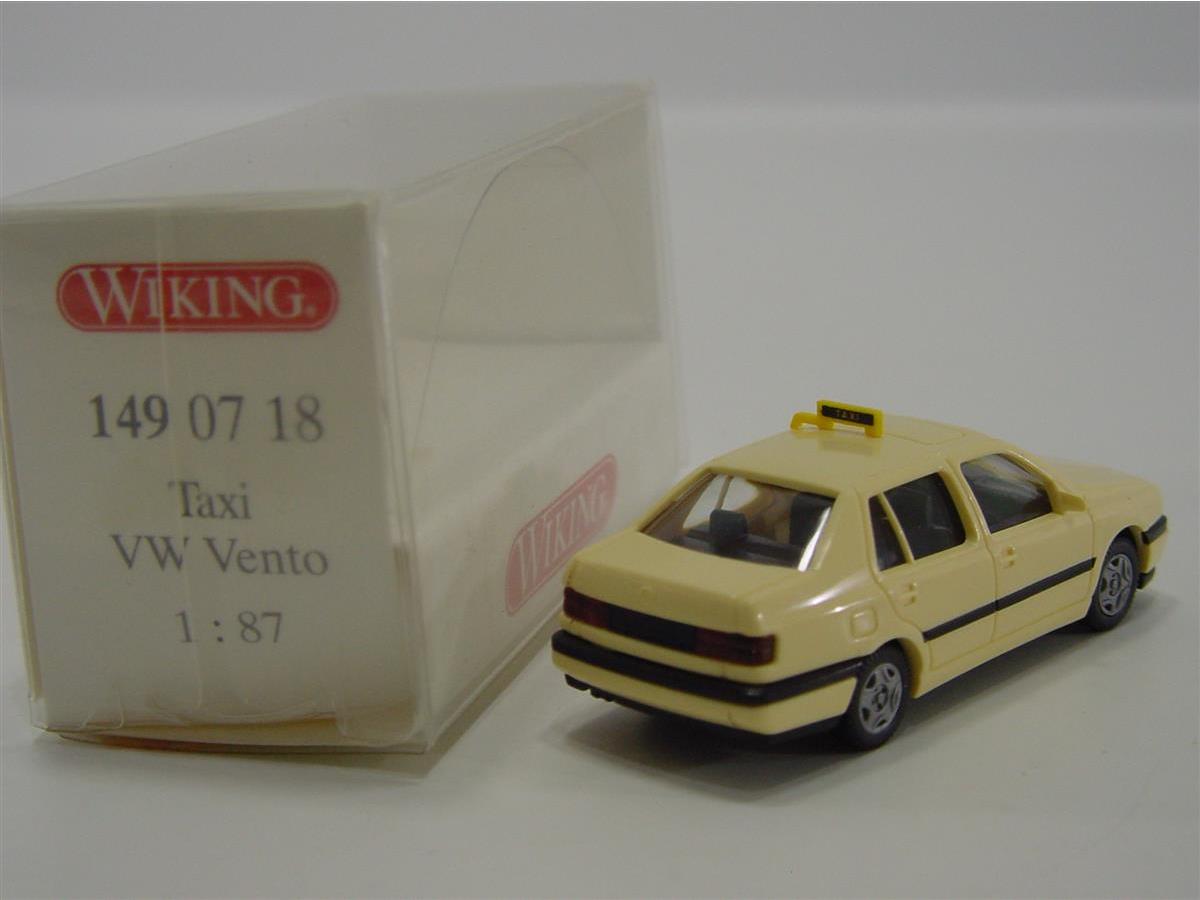 WIKING®
149 07 18
Taxi
VW Vento
1 : 87
WIKING
TAXI